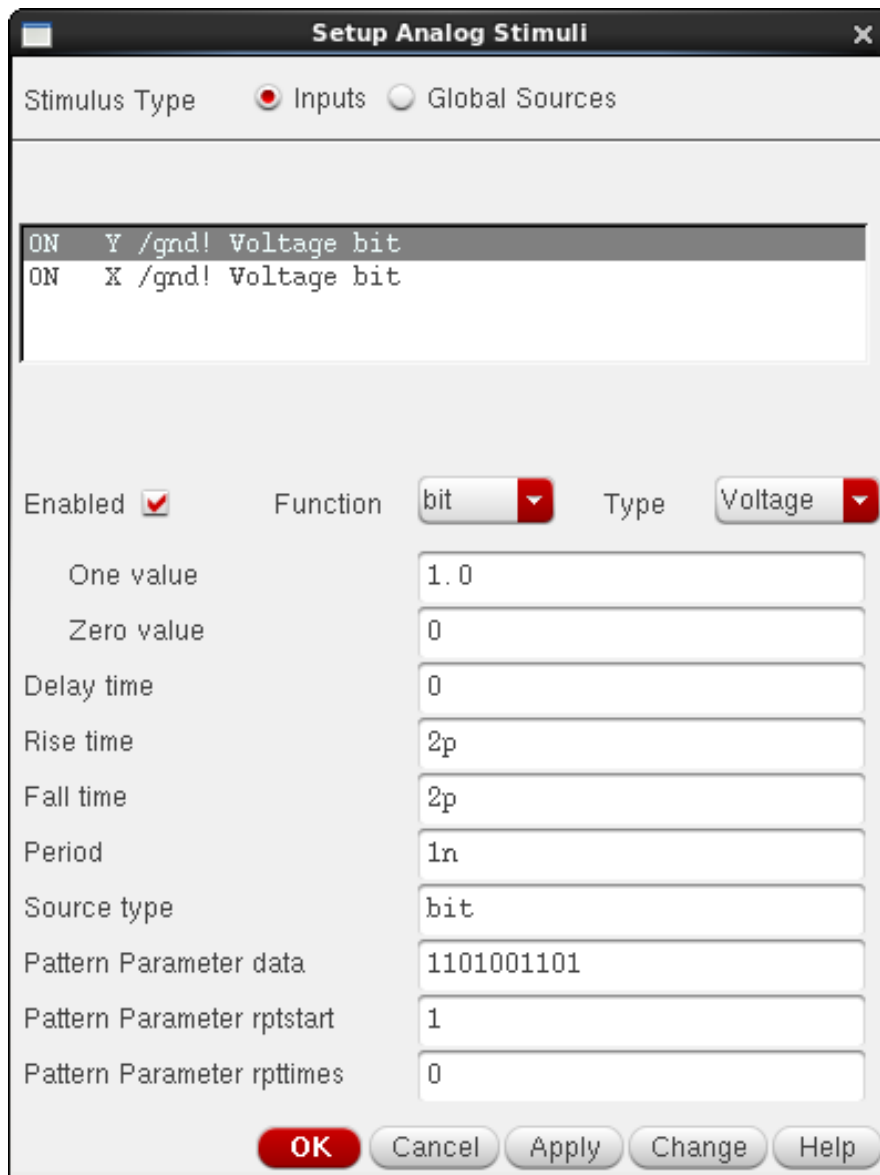 Setup Analog Stimuli
Stimulus Type Inputs Global Sources
ON Y /gnd! Voltage bit
ON X /gnd! Voltage bit
Enabled Function bit Type Voltage
One value 1.0
Zero value 0
Delay time 0
Rise time 2p
Fall time 2p
Period 1n
Source type bit
Pattern Parameter data 1101001101
Pattern Parameter rptstart 1
Pattern Parameter rpttimes 0
OK Cancel Apply Change Help